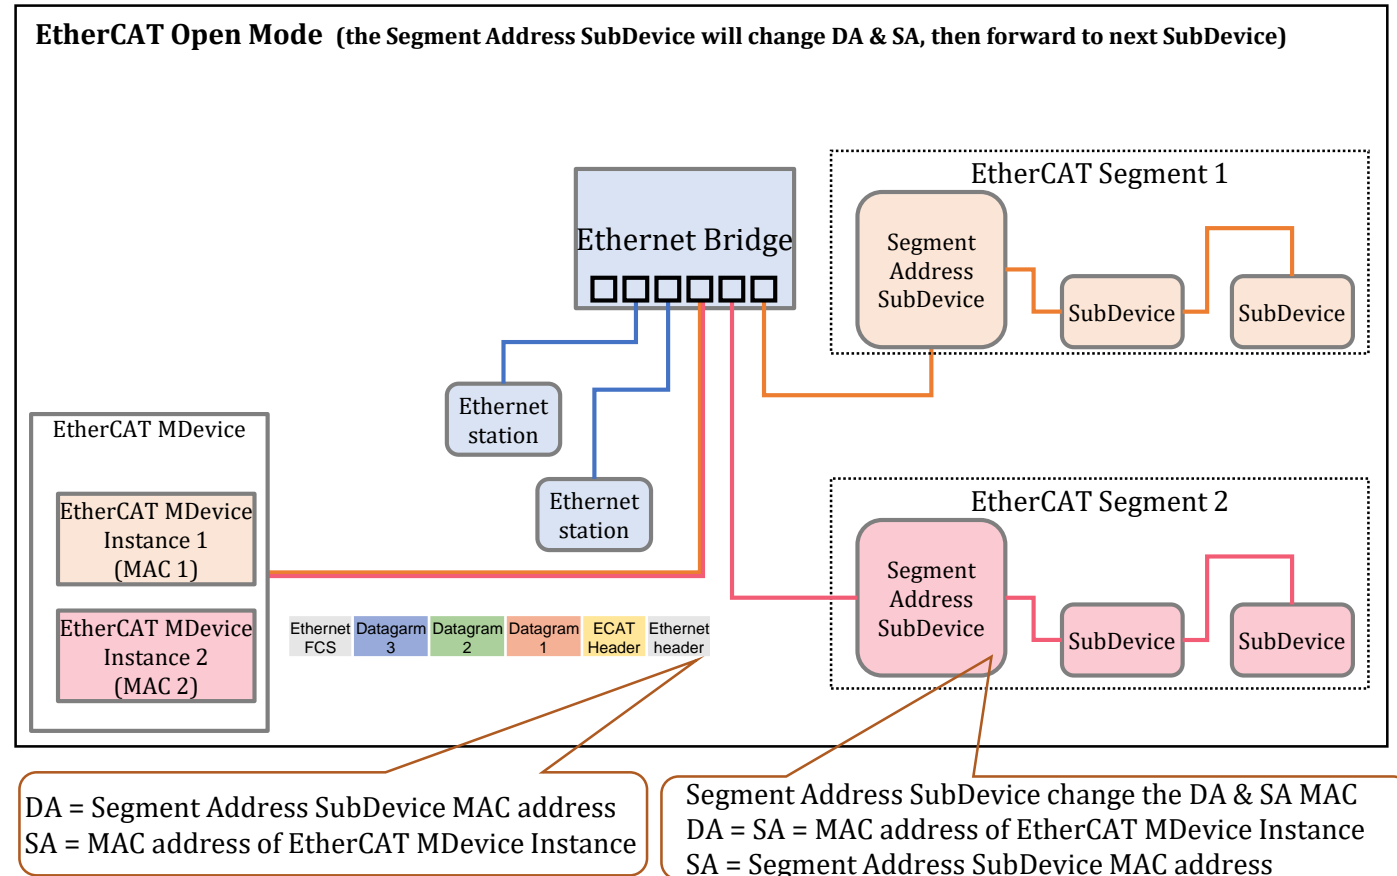 EtherCAT Open Mode (the Segment Address SubDevice will change DA & SA, then forward to next SubDevice)
EtherCAT Segment 1
Ethernet Bridge
Segment
Address
SubDevice
SubDevice
SubDevice
Ethernet
station
Ethernet
station
EtherCAT MDevice
EtherCAT MDevice
Instance 1
(MAC 1)
EtherCAT MDevice
Instance 2
(MAC 2)
EtherCAT Segment 2
Segment
Address
SubDevice
SubDevice
SubDevice
Ethernet
FCS
Datagarm
3
Datagram
2
Datagram
1
ECAT
Header
Ethernet
header
DA = Segment Address SubDevice MAC address
SA = MAC address of EtherCAT MDevice Instance
Segment Address SubDevice change the DA & SA MAC
DA = SA = MAC address of EtherCAT MDevice Instance
SA = Segment Address SubDevice MAC address